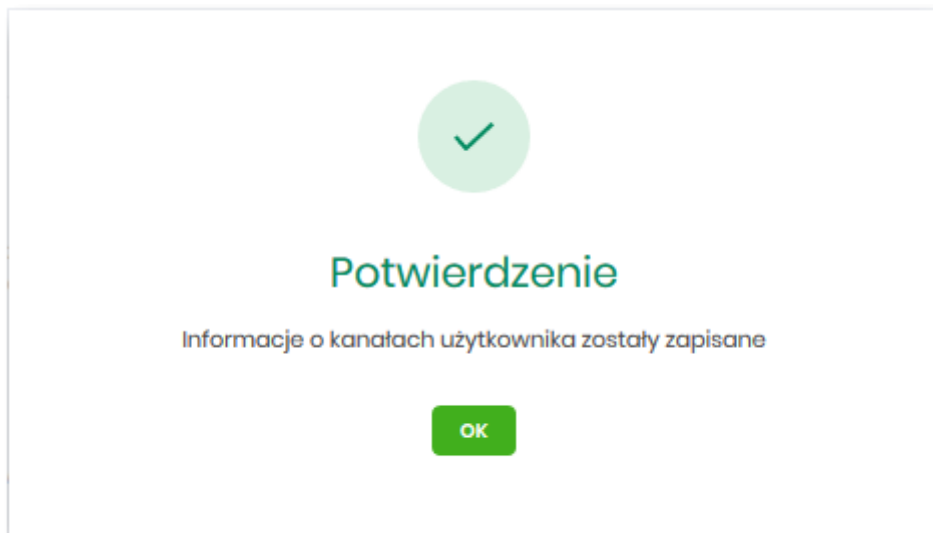 Potwierdzenie
Informacje o kanałach użytkownika zostały zapisane
OK